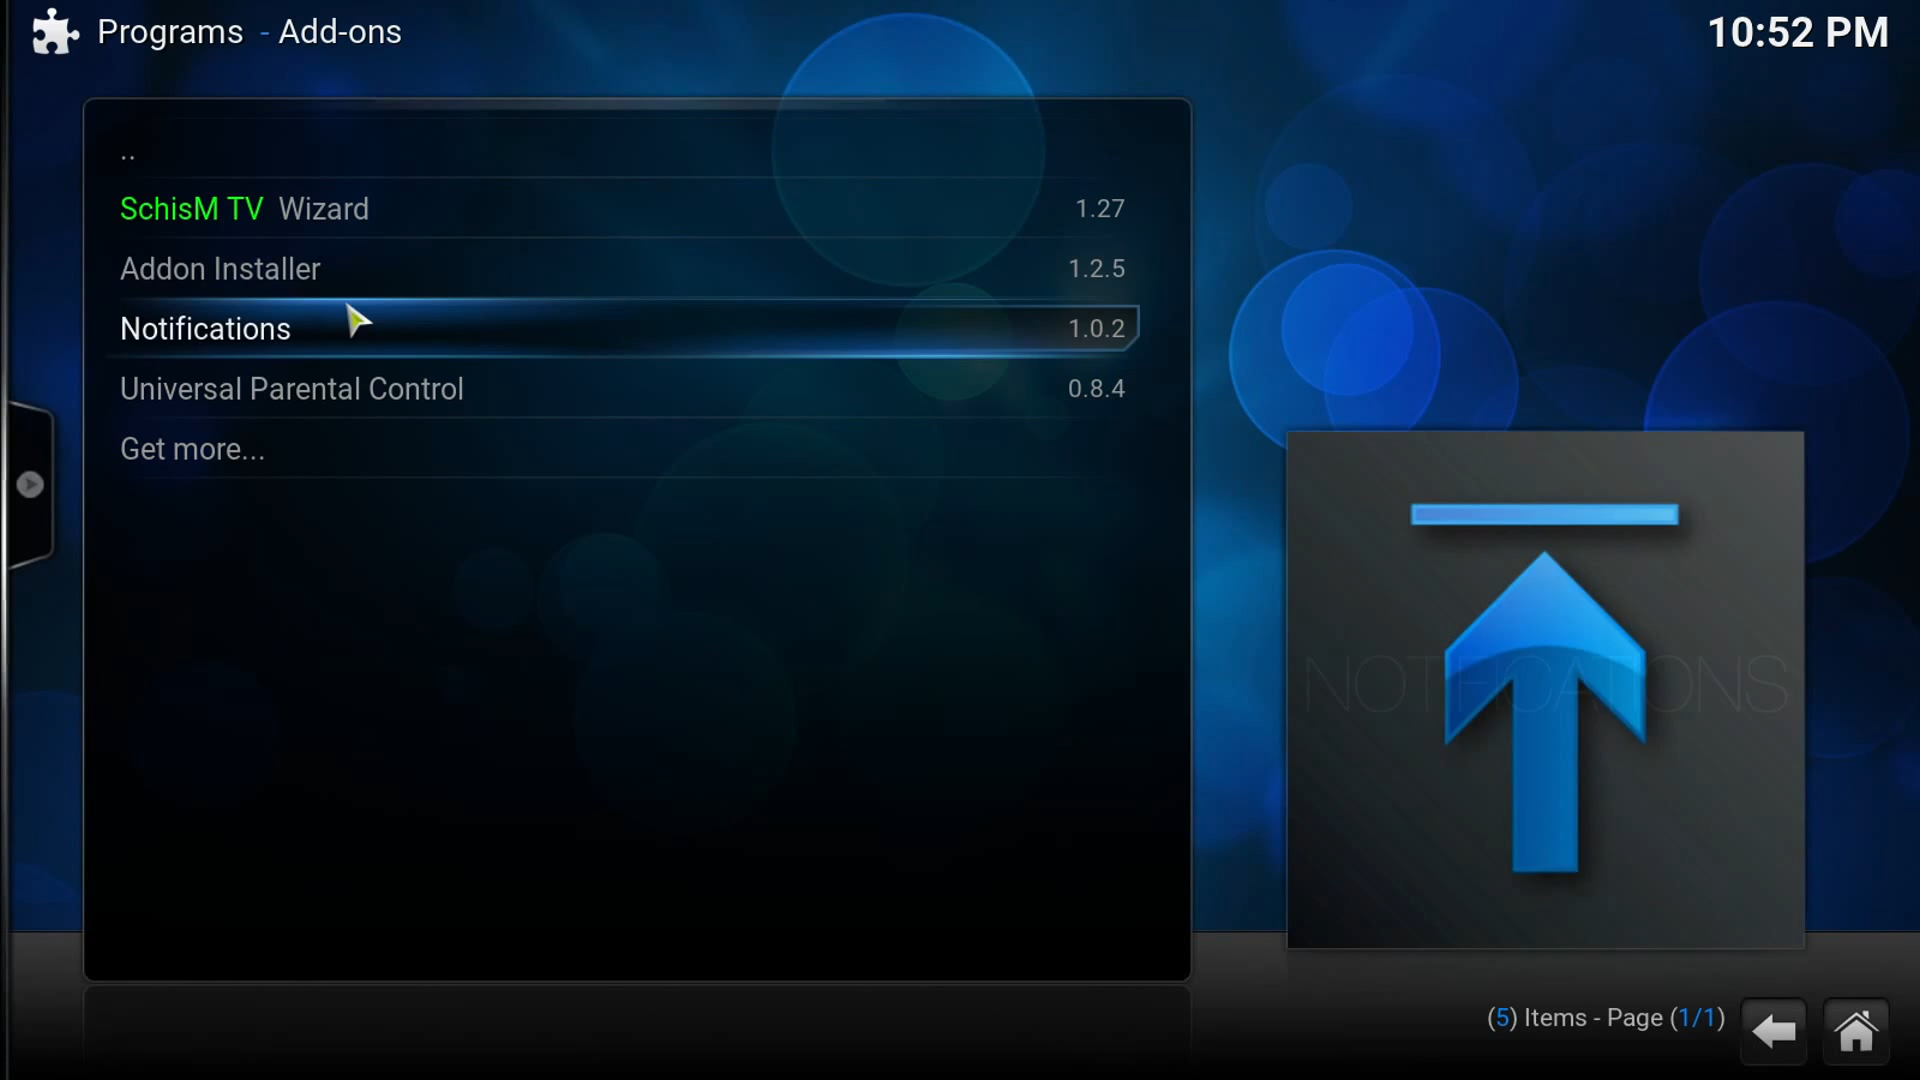 Programs - Add-ons
10:52 PM
..
SchisM TV Wizard 1.27
Addon Installer 1.2.5
Notifications 1.0.2
Universal Parental Control 0.8.4
Get more...
NOTIFICATIONS
(5) Items - Page (1/1)